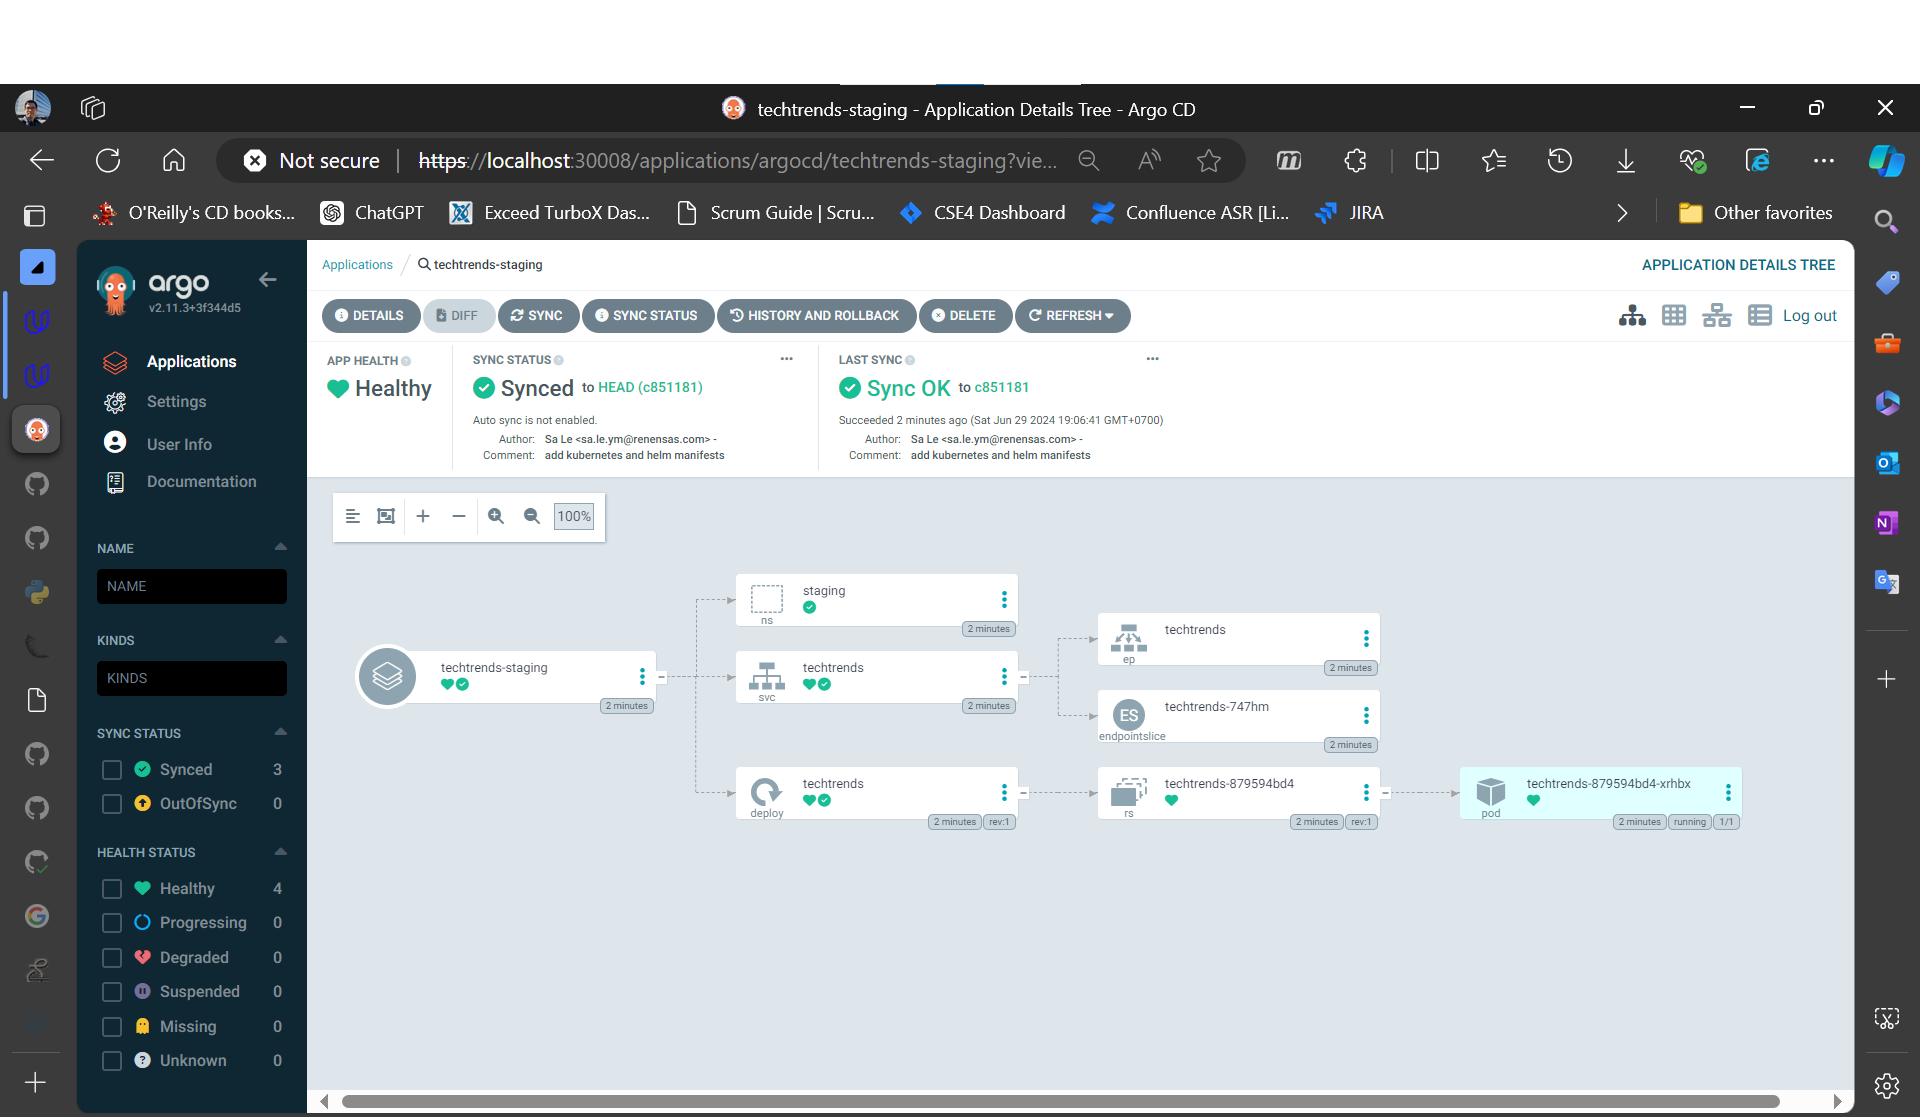 techtrends-staging - Application Details Tree - Argo CD
Not secure
https://localhost:30008/applications/argocd/techtrends-staging?vie...
O'Reilly's CD books...
ChatGPT
Exceed TurboX Das...
Scrum Guide | Scru...
CSE4 Dashboard
Confluence ASR [Li...
JIRA
Other favorites
argo
v2.11.3+3f344d5
Applications
Settings
User Info
Documentation
NAME
NAME
KINDS
KINDS
SYNC STATUS
Synced 3
OutOfSync 0
HEALTH STATUS
Healthy 4
Progressing 0
Degraded 0
Suspended 0
Missing 0
Unknown 0
Applications / techtrends-staging
APPLICATION DETAILS TREE
DETAILS
DIFF
SYNC
SYNC STATUS
HISTORY AND ROLLBACK
DELETE
REFRESH
Log out
APP HEALTH
Healthy
SYNC STATUS
Synced to HEAD (c851181)
Auto sync is not enabled.
Author: Sa Le <sa.le.ym@renensas.com> -
Comment: add kubernetes and helm manifests
LAST SYNC
Sync OK to c851181
Succeeded 2 minutes ago (Sat Jun 29 2024 19:06:41 GMT+0700)
Author: Sa Le <sa.le.ym@renensas.com> -
Comment: add kubernetes and helm manifests
100%
techtrends-staging
2 minutes
staging
ns
2 minutes
techtrends
svc
2 minutes
techtrends
deploy
2 minutes rev:1
techtrends
ep
2 minutes
ES
techtrends-747hm
endpointslice
2 minutes
techtrends-879594bd4
rs
2 minutes rev:1
techtrends-879594bd4-xrhbx
pod
2 minutes running 1/1